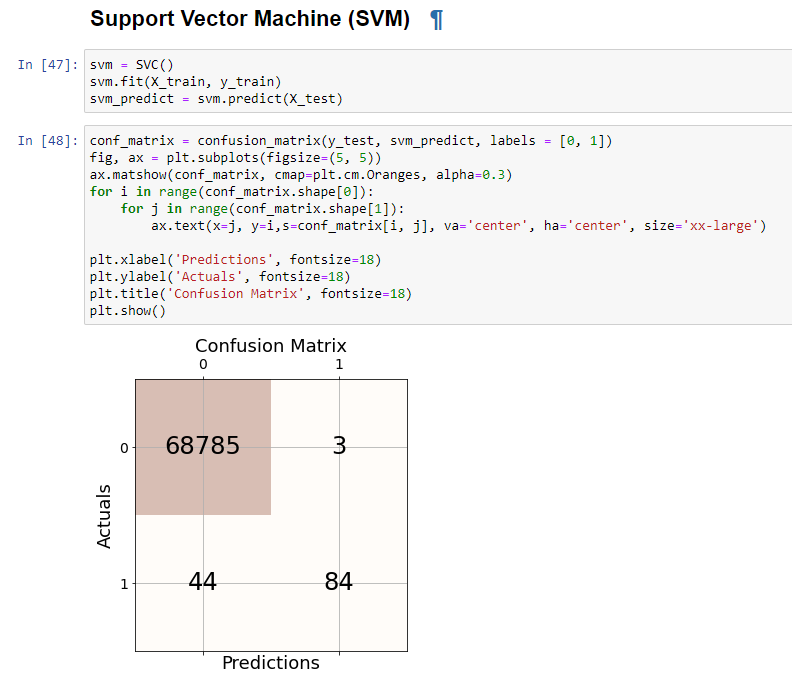 Support Vector Machine (SVM) ¶
In [47]: svm = SVC()
svm.fit(X_train, y_train)
svm_predict = svm.predict(X_test)
In [48]: conf_matrix = confusion_matrix(y_test, svm_predict, labels = [0, 1])
fig, ax = plt.subplots(figsize=(5, 5))
ax.matshow(conf_matrix, cmap=plt.cm.Oranges, alpha=0.3)
for i in range(conf_matrix.shape[0]):
    for j in range(conf_matrix.shape[1]):
        ax.text(x=j, y=i,s=conf_matrix[i, j], va='center', ha='center', size='xx-large')
plt.xlabel('Predictions', fontsize=18)
plt.ylabel('Actuals', fontsize=18)
plt.title('Confusion Matrix', fontsize=18)
plt.show()
Confusion Matrix
0 1
0 68785 3
Actuals
1 44 84
Predictions